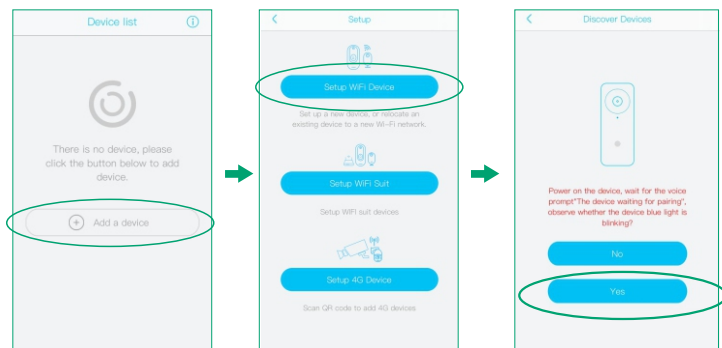 Device list
There is no device, please
click the button below to add
device.
Add a device
Setup
Setup WiFi Device
Set up a new device, or relocate an
existing device to a new Wi-Fi network.
Setup WIFI Suit
Setup WIFI suit devices
Setup 4G Device
Scan QR code to add 4G devices
Discover Devices
Power on the device, wait for the voice
prompt"The device waiting for pairing",
observe whether the device blue light is
blinking?
No
Yes